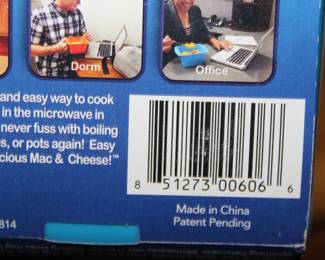 Dorm
Office
and easy way to cook
in the microwave in
never fuss with boiling
s, or pots again! Easy
cious Mac & Cheese!™
8 51273 00606 6
Made in China
Patent Pending
814